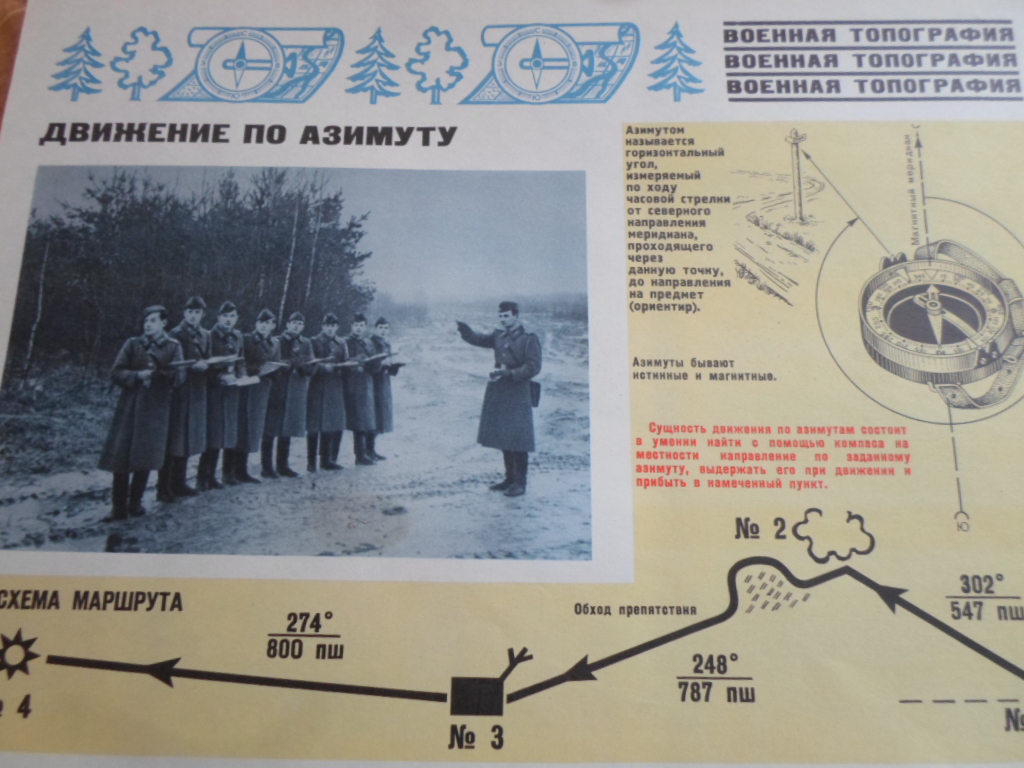 ВОЕННАЯ ТОПОГРАФИЯ
ВОЕННАЯ ТОПОГРАФИЯ
ВОЕННАЯ ТОПОГРАФИЯ
ДВИЖЕНИЕ ПО АЗИМУТУ
Азимутом
называется
горизонтальный
угол,
измеряемый
по ходу
часовой стрелки
от северного
направления
меридиана,
проходящего
через
данную точку,
до направления
на предмет
(ориентир).
С
Магнитный меридиан
Азимуты бывают
истинные и магнитные.
Сущность движения по азимутам состоит
в умении найти с помощью компаса на
местности направление по заданному
азимуту, выдержать его при движении и
прибыть в намеченный пункт.
Ю
№ 2
СХЕМА МАРШРУТА
Обход препятствия
302°
547 пш
274°
800 пш
248°
787 пш
№ 4
№ 3
№